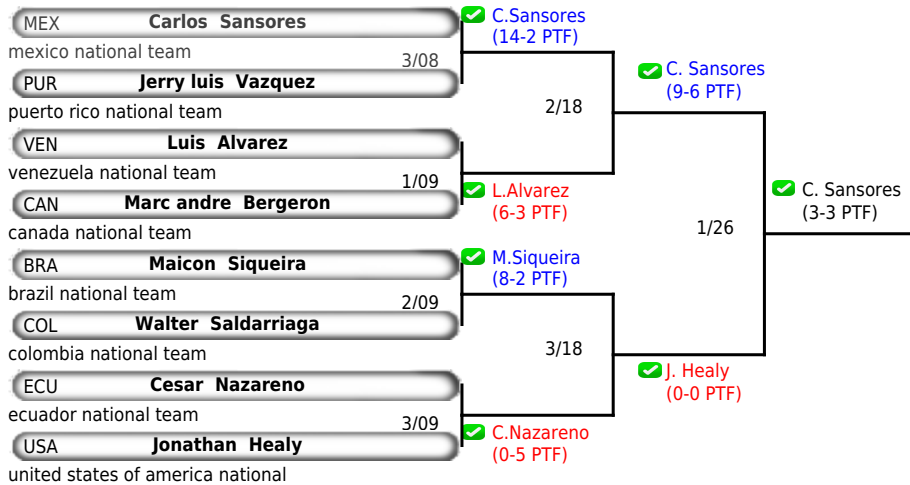 MEX Carlos Sansores
mexico national team
3/08
PUR Jerry luis Vazquez
puerto rico national team
VEN Luis Alvarez
venezuela national team
1/09
CAN Marc andre Bergeron
canada national team
BRA Maicon Siqueira
brazil national team
2/09
COL Walter Saldarriaga
colombia national team
ECU Cesar Nazareno
ecuador national team
3/09
USA Jonathan Healy
united states of america national
C.Sansores
(14-2 PTF)
2/18
L.Alvarez
(6-3 PTF)
M.Siqueira
(8-2 PTF)
3/18
C.Nazareno
(0-5 PTF)
C. Sansores
(9-6 PTF)
1/26
J. Healy
(0-0 PTF)
C. Sansores
(3-3 PTF)